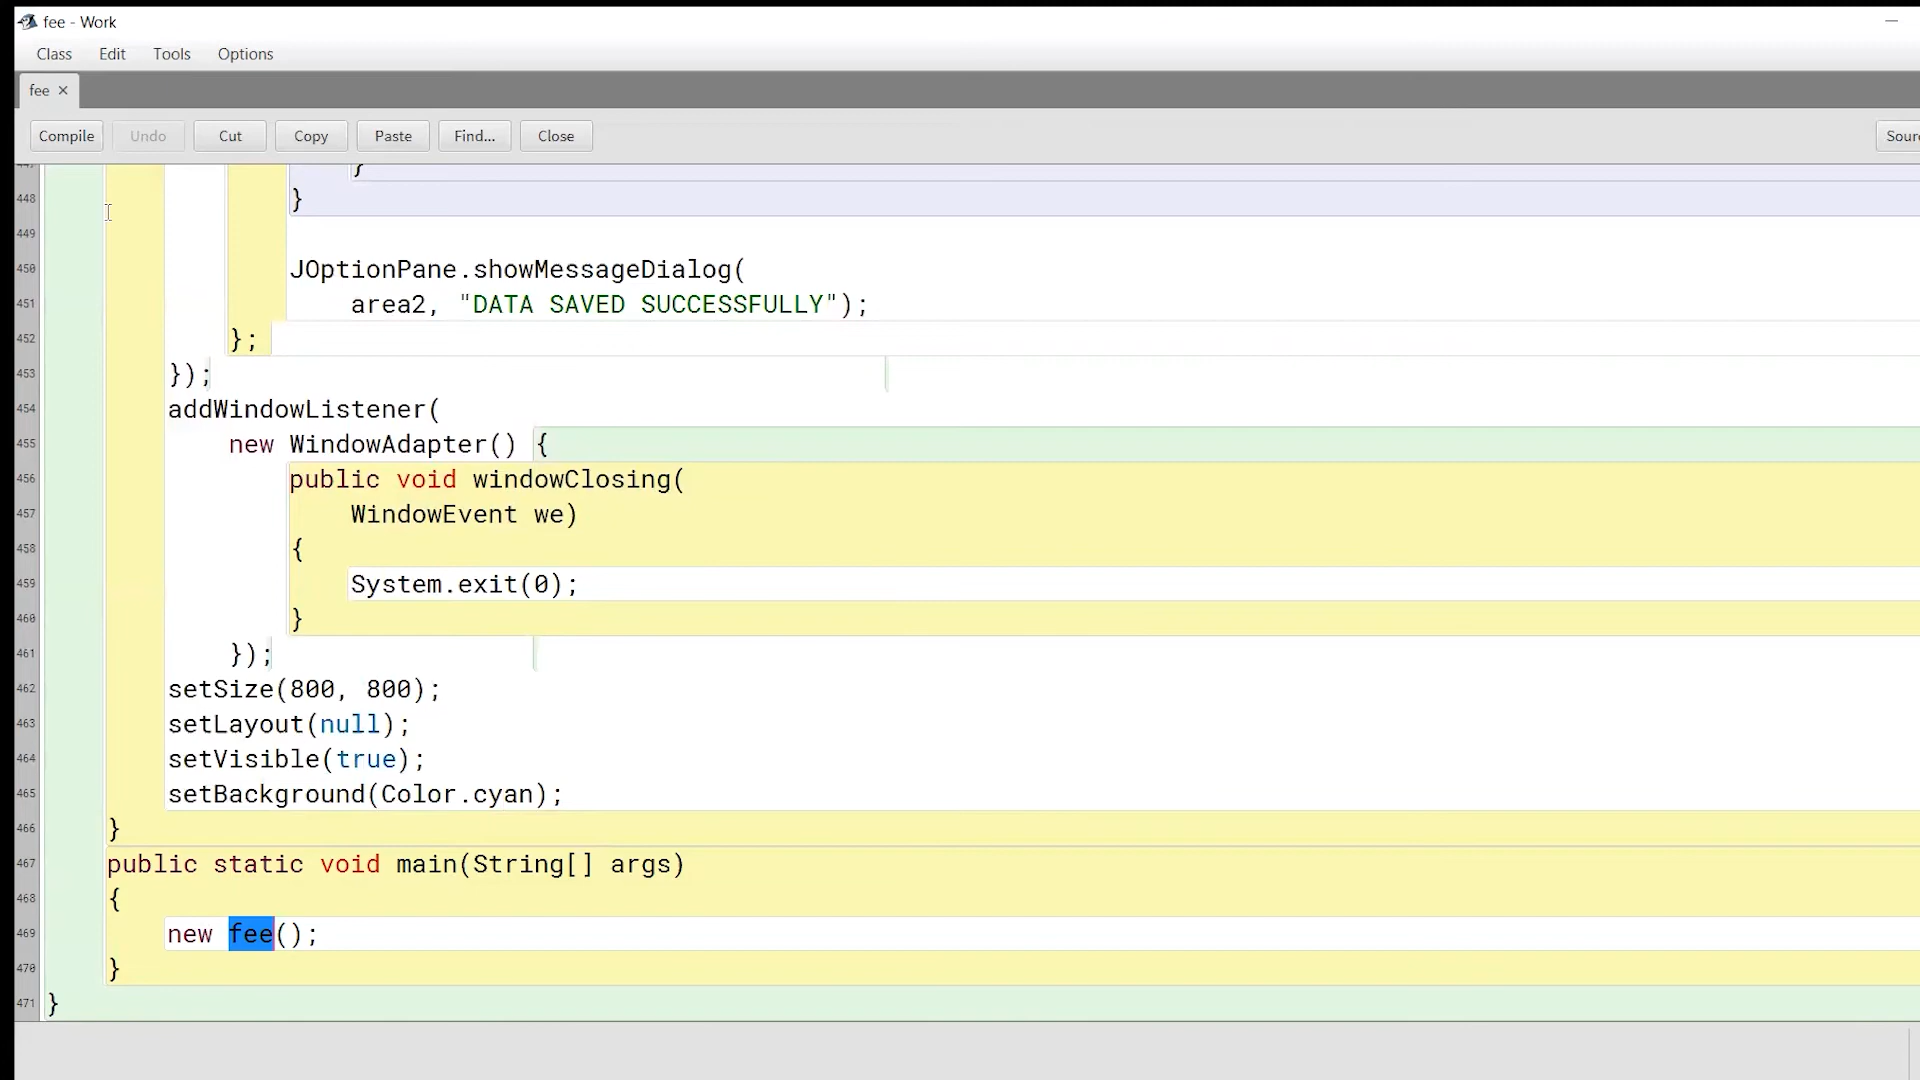 fee - Work
Class Edit Tools Options
fee ×
Compile Undo Cut Copy Paste Find... Close
}
448 }
449
450 JOptionPane.showMessageDialog(
451 area2, "DATA SAVED SUCCESSFULLY");
452 };
453 });
454 addWindowListener(
455 new WindowAdapter() {
456 public void windowClosing(
457 WindowEvent we)
458 {
459 System.exit(0);
460 }
461 });
462 setSize(800, 800);
463 setLayout(null);
464 setVisible(true);
465 setBackground(Color.cyan);
466 }
467 public static void main(String[] args)
468 {
469 new fee();
470 }
471 }